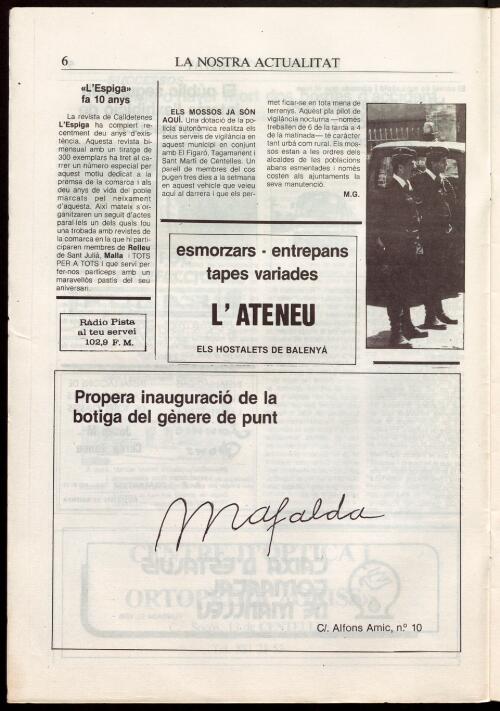 6
LA NOSTRA ACTUALITAT
«L'Espiga»
fa 10 anys
La revista de Calldetenes
L'Espiga ha complert re-
centment deu anys d'exis-
tència. Aquesta revista bi-
mensual amb un tiratge de
300 exemplars ha tret al car-
rer un número especial per
aquest motiu dedicat a la
premsa de la comarca i als
deu anys de vida del poble
marcats pel neixament
d'aquesta. Així mateix s'or-
ganitzaren un seguit d'actes
paral·lels un dels quals fou
una trobada amb revistes de
la comarca en la que hi parti-
ciparen membres de Relleu
de Sant Julià, Malla i TOTS
PER A TOTS i que serví per
fer-nos partíceps amb un
maravellós pastís del seu
aniversari.
Ràdio Pista
al teu servei
102,9 F. M.
ELS MOSSOS JA SÓN
AQUÍ. Una dotació de la po-
licia autonòmica realitza els
seus serveis de vigilància en
aquest municipi en conjunt
amb El Figaró, Tagamanent i
Sant Martí de Centelles. Un
parell de membres del cos
pugen tres dies a la setmana
en aquest vehicle que veieu
aquí al darrera i que els per-
met ficar-se en tota mena de
terrenys. Aquest pla pilot de
vigilància nocturna —només
treballen de 6 de la tarda a 4
de la matinada— té caràcter
tant urbà com rural. Els mos-
sos estan a les ordres dels
alcaldes de les poblacions
abans esmentades i només
costen als ajuntaments la
seva manutenció.
M.G.
esmorzars - entrepans
tapes variades
L'ATENEU
ELS HOSTALETS DE BALENYÀ
Propera inauguració de la
botiga del gènere de punt
Mafalda
C/. Alfons Amic, n.º 10